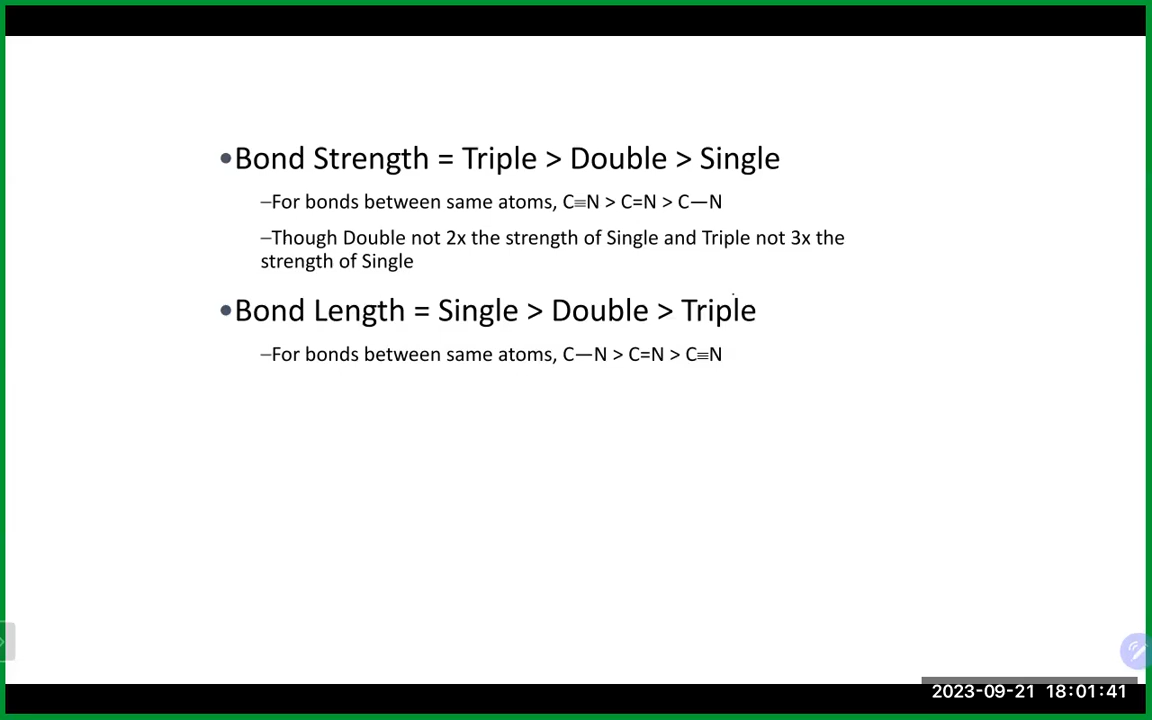 •Bond Strength = Triple > Double > Single
–For bonds between same atoms, C≡N > C=N > C—N
–Though Double not 2x the strength of Single and Triple not 3x the
strength of Single
•Bond Length = Single > Double > Triple
–For bonds between same atoms, C—N > C=N > C≡N
2023-09-21 18:01:41